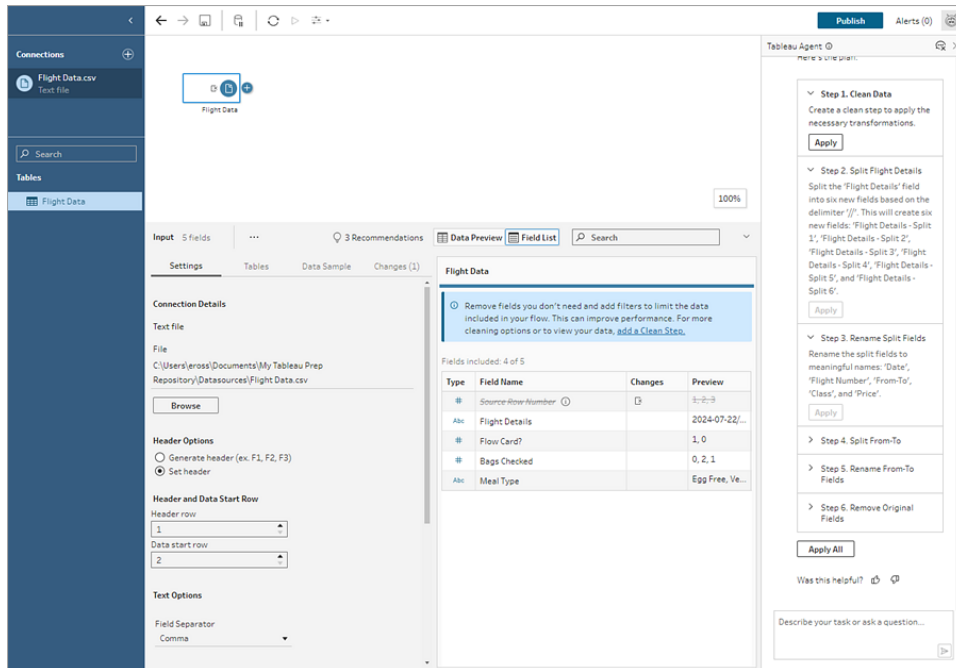 Publish
Alerts (0)
Connections
Flight Data.csv
Text file
Search
Tables
Flight Data
Flight Data
100%
Input 5 fields ...
3 Recommendations
Data Preview
Field List
Search
Settings
Tables
Data Sample
Changes (1)
Connection Details
Text file
File
C:\Users\eross\Documents\My Tableau Prep
Repository\Datasources\Flight Data.csv
Browse
Header Options
Generate header (ex. F1, F2, F3)
Set header
Header and Data Start Row
Header row
1
Data start row
2
Text Options
Field Separator
Comma
Flight Data
Remove fields you don't need and add filters to limit the data
included in your flow. This can improve performance. For more
cleaning options or to view your data, add a Clean Step.
Fields included: 4 of 5
Type Field Name Changes Preview
# Source Row Number 1, 2, 3
Abc Flight Details 2024-07-22/...
# Flow Card? 1, 0
# Bags Checked 0, 2, 1
Abc Meal Type Egg Free, Ve...
Tableau Agent
Here's the plan:
Step 1. Clean Data
Create a clean step to apply the
necessary transformations.
Apply
Step 2. Split Flight Details
Split the 'Flight Details' field
into six new fields based on the
delimiter '//'. This will create six
new fields: 'Flight Details - Split
1', 'Flight Details - Split 2',
'Flight Details - Split 3', 'Flight
Details - Split 4', 'Flight Details -
Split 5', and 'Flight Details -
Split 6'.
Apply
Step 3. Rename Split Fields
Rename the split fields to
meaningful names: 'Date',
'Flight Number', 'From-To',
'Class', and 'Price'.
Apply
Step 4. Split From-To
Step 5. Rename From-To
Fields
Step 6. Remove Original
Fields
Apply All
Was this helpful?
Describe your task or ask a question...